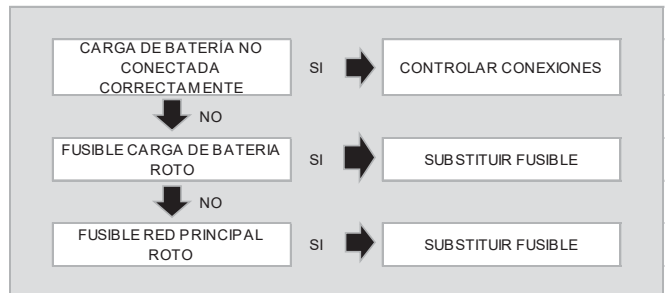 CARGA DE BATERÍA NO
CONECTADA
CORRECTAMENTE
SI
CONTROLAR CONEXIONES
NO
FUSIBLE CARGA DE BATERIA
ROTO
SI
SUBSTITUIR FUSIBLE
NO
FUSIBLE RED PRINCIPAL
ROTO
SI
SUBSTITUIR FUSIBLE